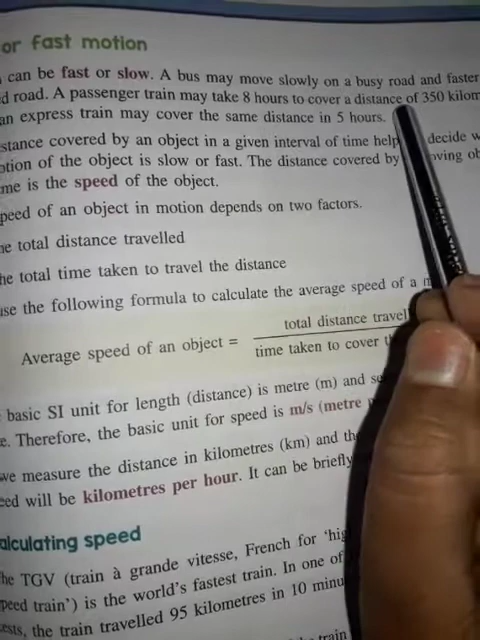 or fast motion
can be fast or slow. A bus may move slowly on a busy road and faster
road. A passenger train may take 8 hours to cover a distance of 350 kilom
an express train may cover the same distance in 5 hours.
stance covered by an object in a given interval of time help decide w
otion of the object is slow or fast. The distance covered by owing ob
me is the speed of the object.
peed of an object in motion depends on two factors.
he total distance travelled
he total time taken to travel the distance
use the following formula to calculate the average speed of a m
Average speed of an object = total distance travel
time taken to cover t
basic SI unit for length (distance) is metre (m) and se
e. Therefore, the basic unit for speed is m/s (metre p
we measure the distance in kilometres (km) and th
eed will be kilometres per hour. It can be briefly
alculating speed
he TGV (train à grande vitesse, French for 'hig
peed train') is the world's fastest train. In one of
ests, the train travelled 95 kilometres in 10 minu
train